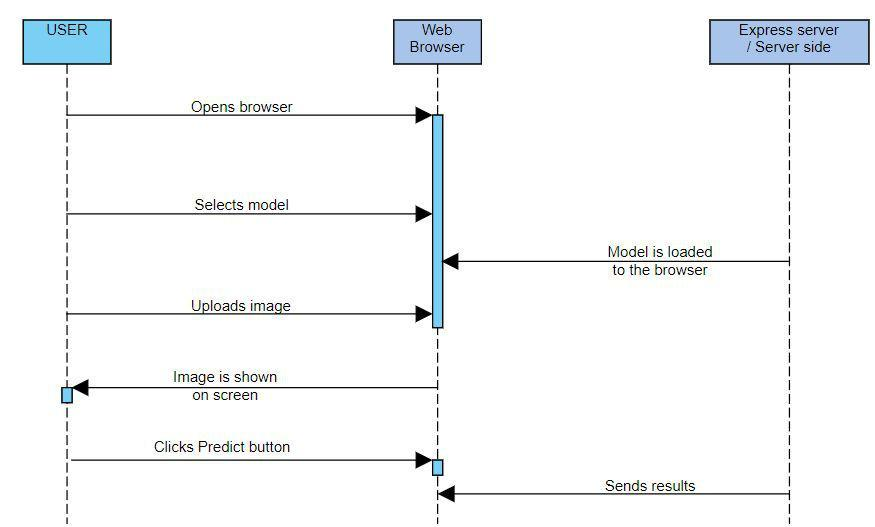 USER
Web
Browser
Express server
/ Server side
Opens browser
Selects model
Model is loaded
to the browser
Uploads image
Image is shown
on screen
Clicks Predict button
Sends results